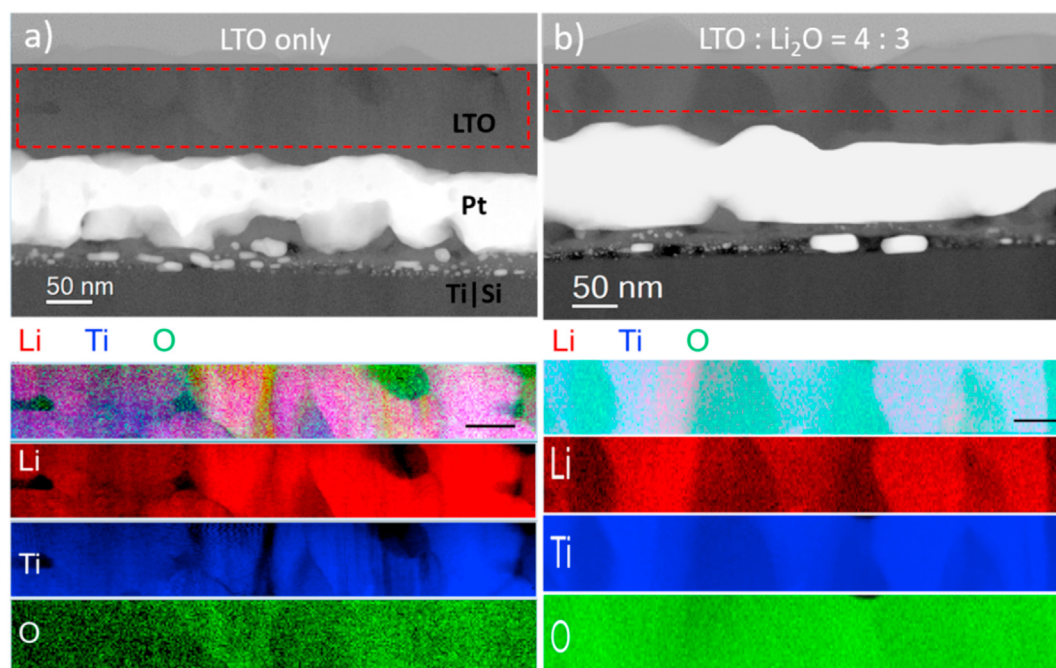 a)
LTO only
LTO
Pt
Ti|Si
50 nm
Li Ti O
Li
Ti
O
b)
LTO : Li₂O = 4 : 3
50 nm
Li Ti O
Li
Ti
O